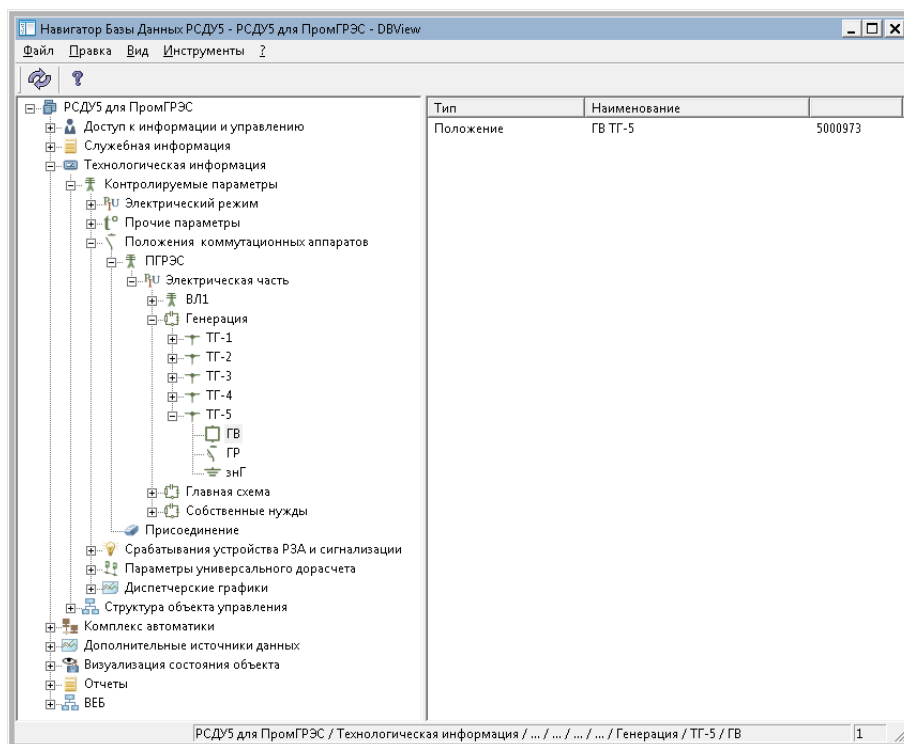 Навигатор Базы Данных РСДУ5 - РСДУ5 для ПромГРЭС - DBView
Файл Правка Вид Инструменты ?
РСДУ5 для ПромГРЭС
Доступ к информации и управлению
Служебная информация
Технологическая информация
Контролируемые параметры
PIU Электрический режим
t° Прочие параметры
Положения коммутационных аппаратов
ПГРЭС
PIU Электрическая часть
ВЛ1
Генерация
ТГ-1
ТГ-2
ТГ-3
ТГ-4
ТГ-5
ГВ
ГР
знГ
Главная схема
Собственные нужды
Присоединение
Срабатывания устройства РЗА и сигнализации
Параметры универсального дорасчета
Диспетчерские графики
Структура объекта управления
Комплекс автоматики
Дополнительные источники данных
Визуализация состояния объекта
Отчеты
ВЕБ
Тип Наименование
Положение ГВ ТГ-5 5000973
РСДУ5 для ПромГРЭС / Технологическая информация / ... / ... / ... / ... / Генерация / ТГ-5 / ГВ 1